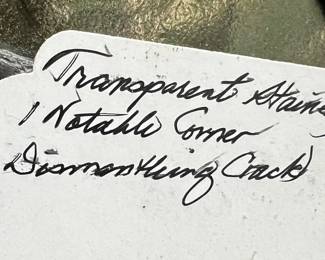 Transparent Stains
1 Notable Corner
Dismantling Crack